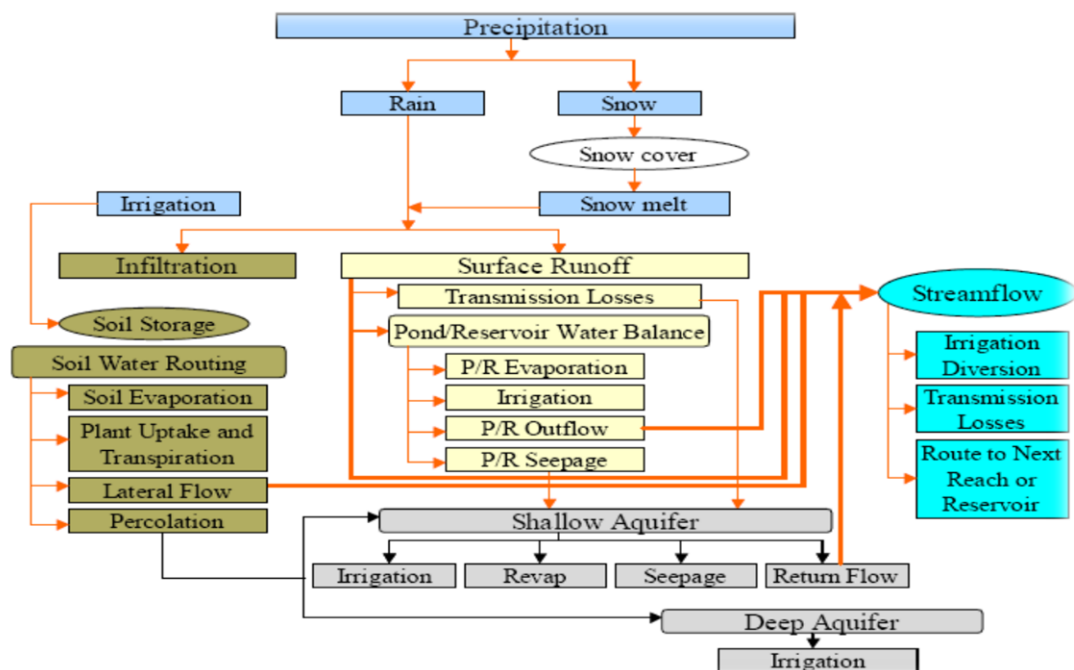 Precipitation
Rain
Snow
Snow cover
Irrigation
Snow melt
Infiltration
Surface Runoff
Transmission Losses
Streamflow
Soil Storage
Pond/Reservoir Water Balance
Soil Water Routing
P/R Evaporation
Irrigation
Diversion
Soil Evaporation
Irrigation
Transmission
Losses
Plant Uptake and
Transpiration
P/R Outflow
P/R Seepage
Route to Next
Reach or
Reservoir
Lateral Flow
Percolation
Shallow Aquifer
Irrigation
Revap
Seepage
Return Flow
Deep Aquifer
Irrigation